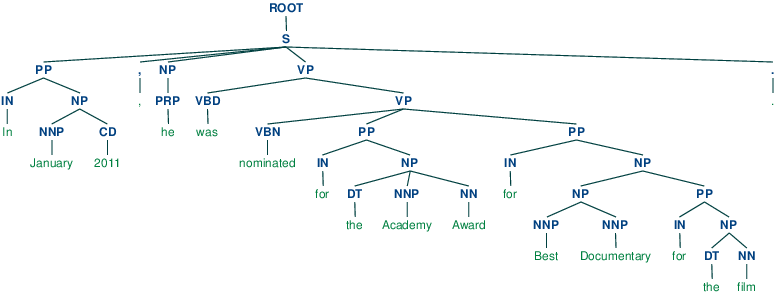 ROOT
S
PP , NP VP .
IN NP , PRP VBD VP .
In NNP CD he was VBN PP PP
January 2011 nominated IN NP IN NP
for DT NNP NN for NP PP
the Academy Award NNP NNP IN NP
Best Documentary for DT NN
the film